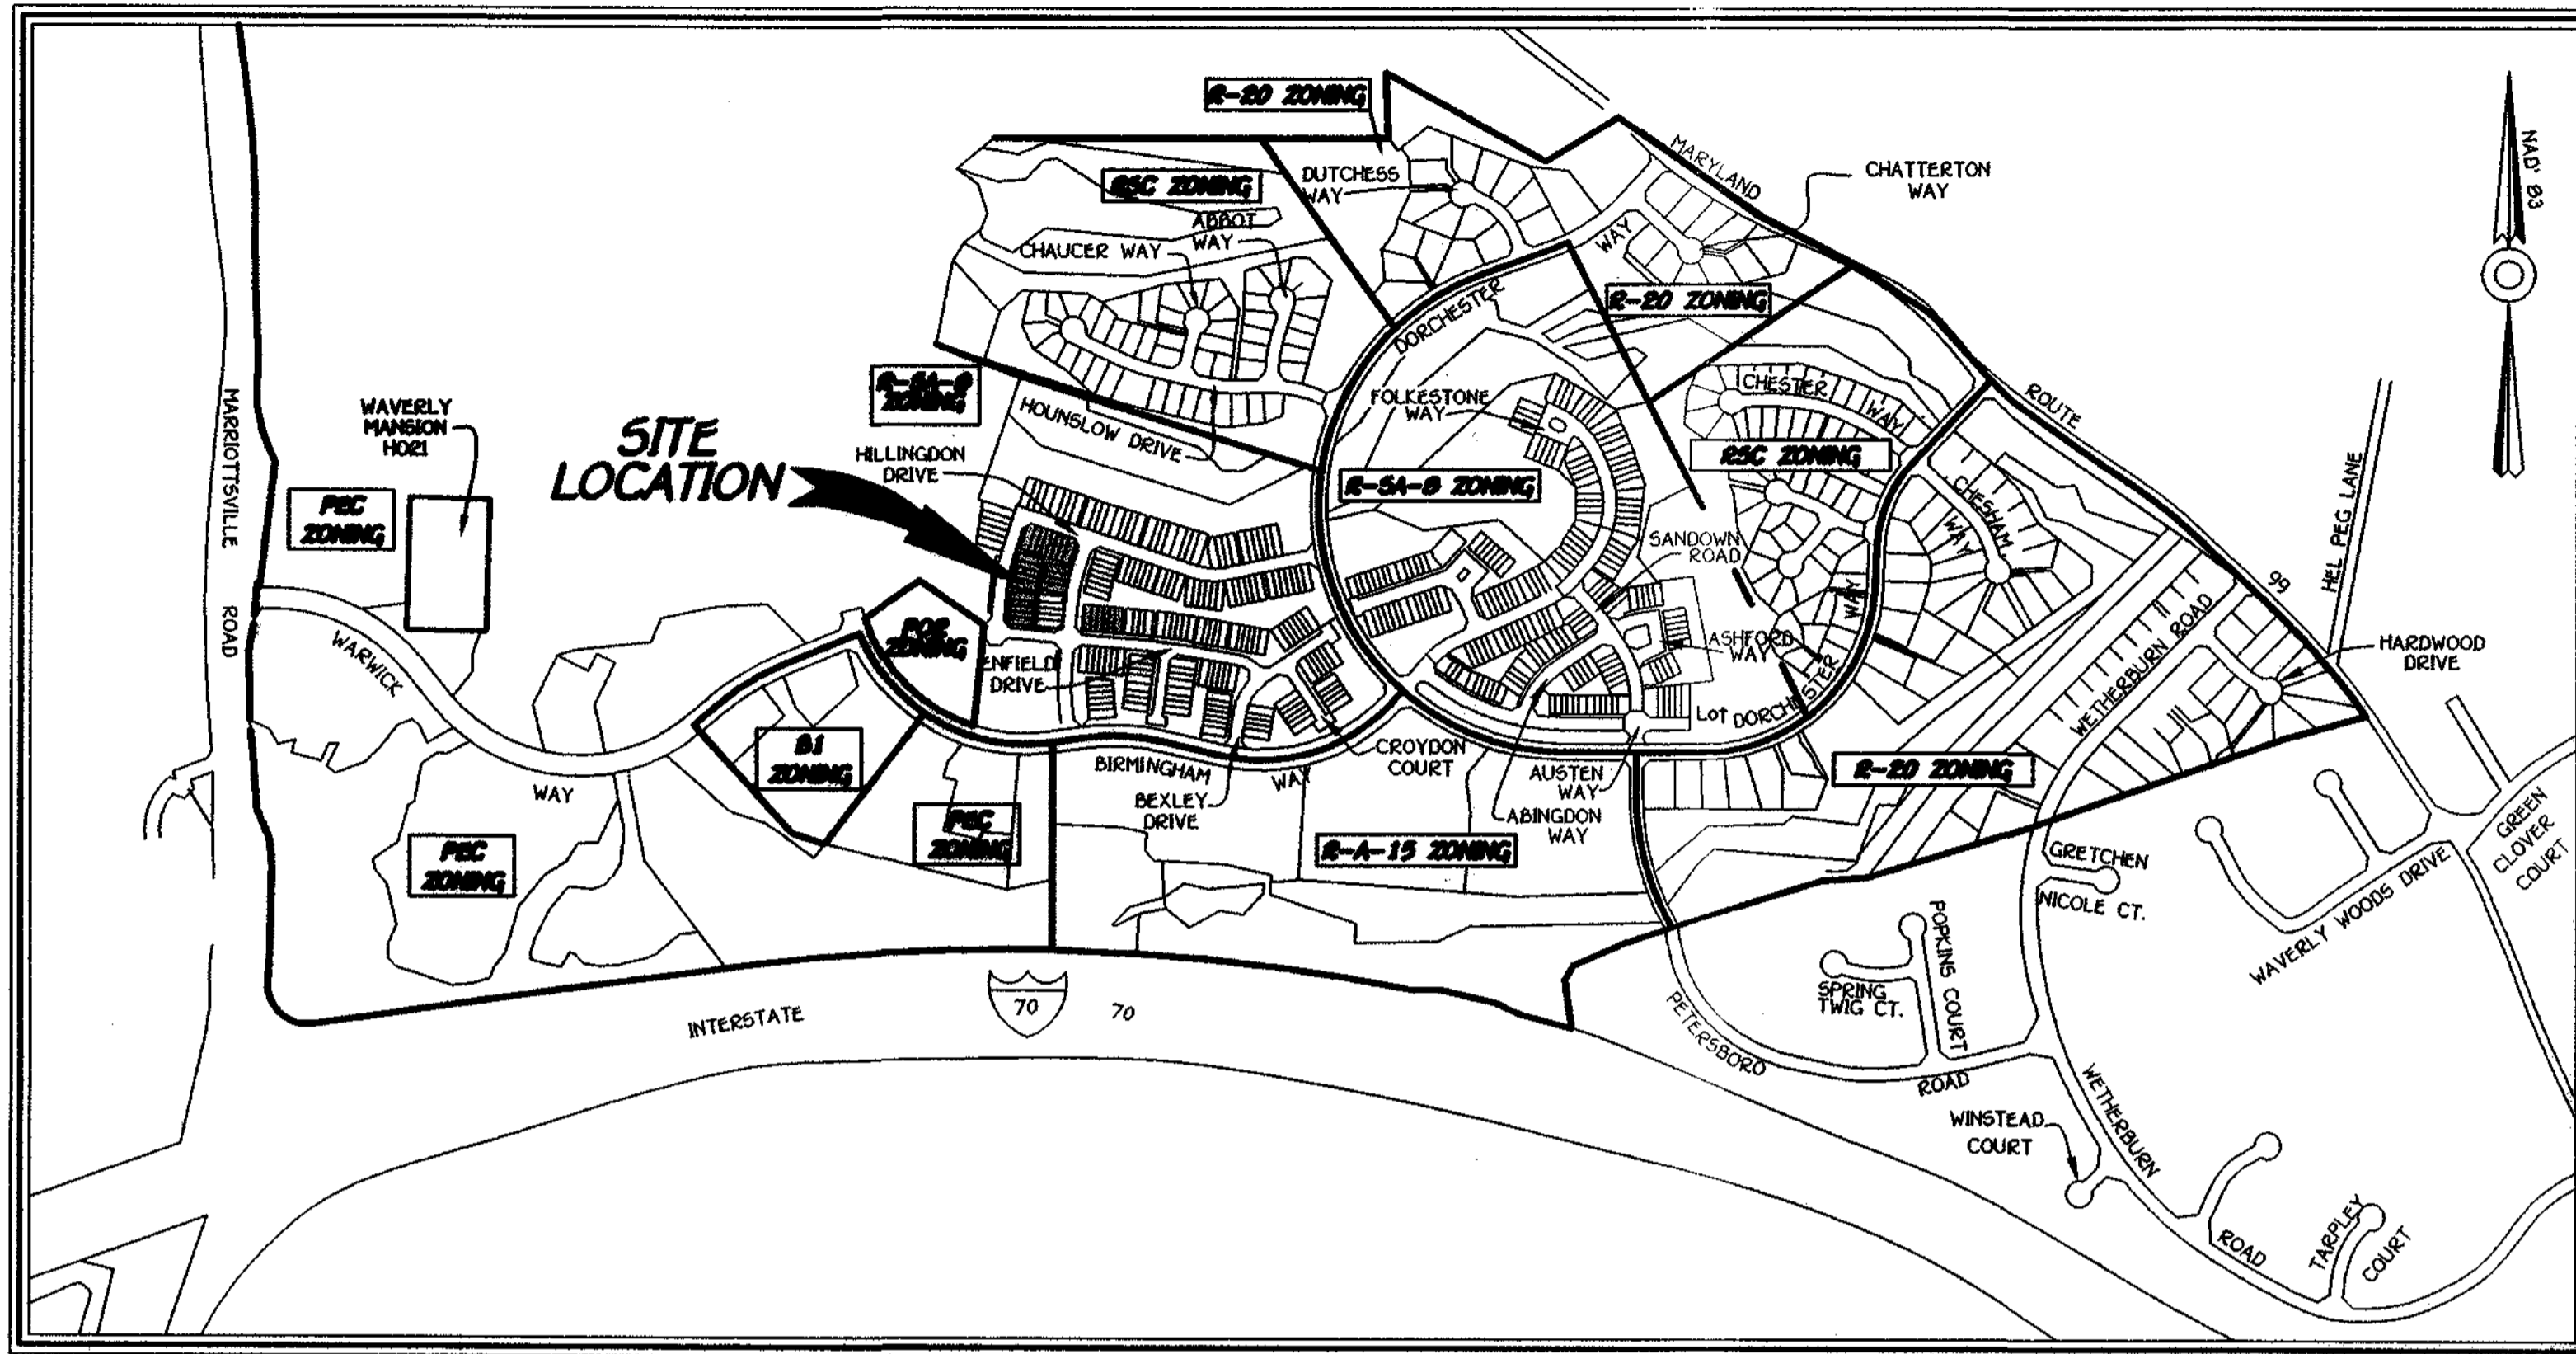 R-20 ZONING
MARYLAND
CHATTERTON
WAY
NAD' 83
DUTCHESS
WAY
RSC ZONING
ABBOT
WAY
CHAUCER WAY
WAY
R-20 ZONING
DORCHESTER
R-SA-8
ZONING
FOLKESTONE
WAY
CHESTER
WAY
ROUTE
MARRIOTTSVILLE
ROAD
WAVERLY
MANSION
HO21
SITE
LOCATION
HOUNSLOW DRIVE
HILLINGDON
DRIVE
R-SA-8 ZONING
RSC ZONING
CHESHAM
WAY
HEL PEG LANE
PEC
ZONING
SANDOWN
ROAD
99
WARWICK
POR
ZONING
ENFIELD
DRIVE
ASHFORD
WAY
WAY
WETHERBURN ROAD
HARDWOOD
DRIVE
Lot
DORCHESTER
B1
ZONING
WAY
BIRMINGHAM
WAY
CROYDON
COURT
BEXLEY
DRIVE
AUSTEN
WAY
ABINGDON
WAY
R-20 ZONING
PEC
ZONING
PEC
ZONING
R-A-15 ZONING
GREEN
CLOVER
COURT
GRETCHEN
NICOLE CT.
WAVERLY WOODS DRIVE
POPKINS COURT
SPRING
TWIG CT.
INTERSTATE
70
70
PETERSBORO
ROAD
WINSTEAD
COURT
WETHERBURN
ROAD
TARPLEY
COURT